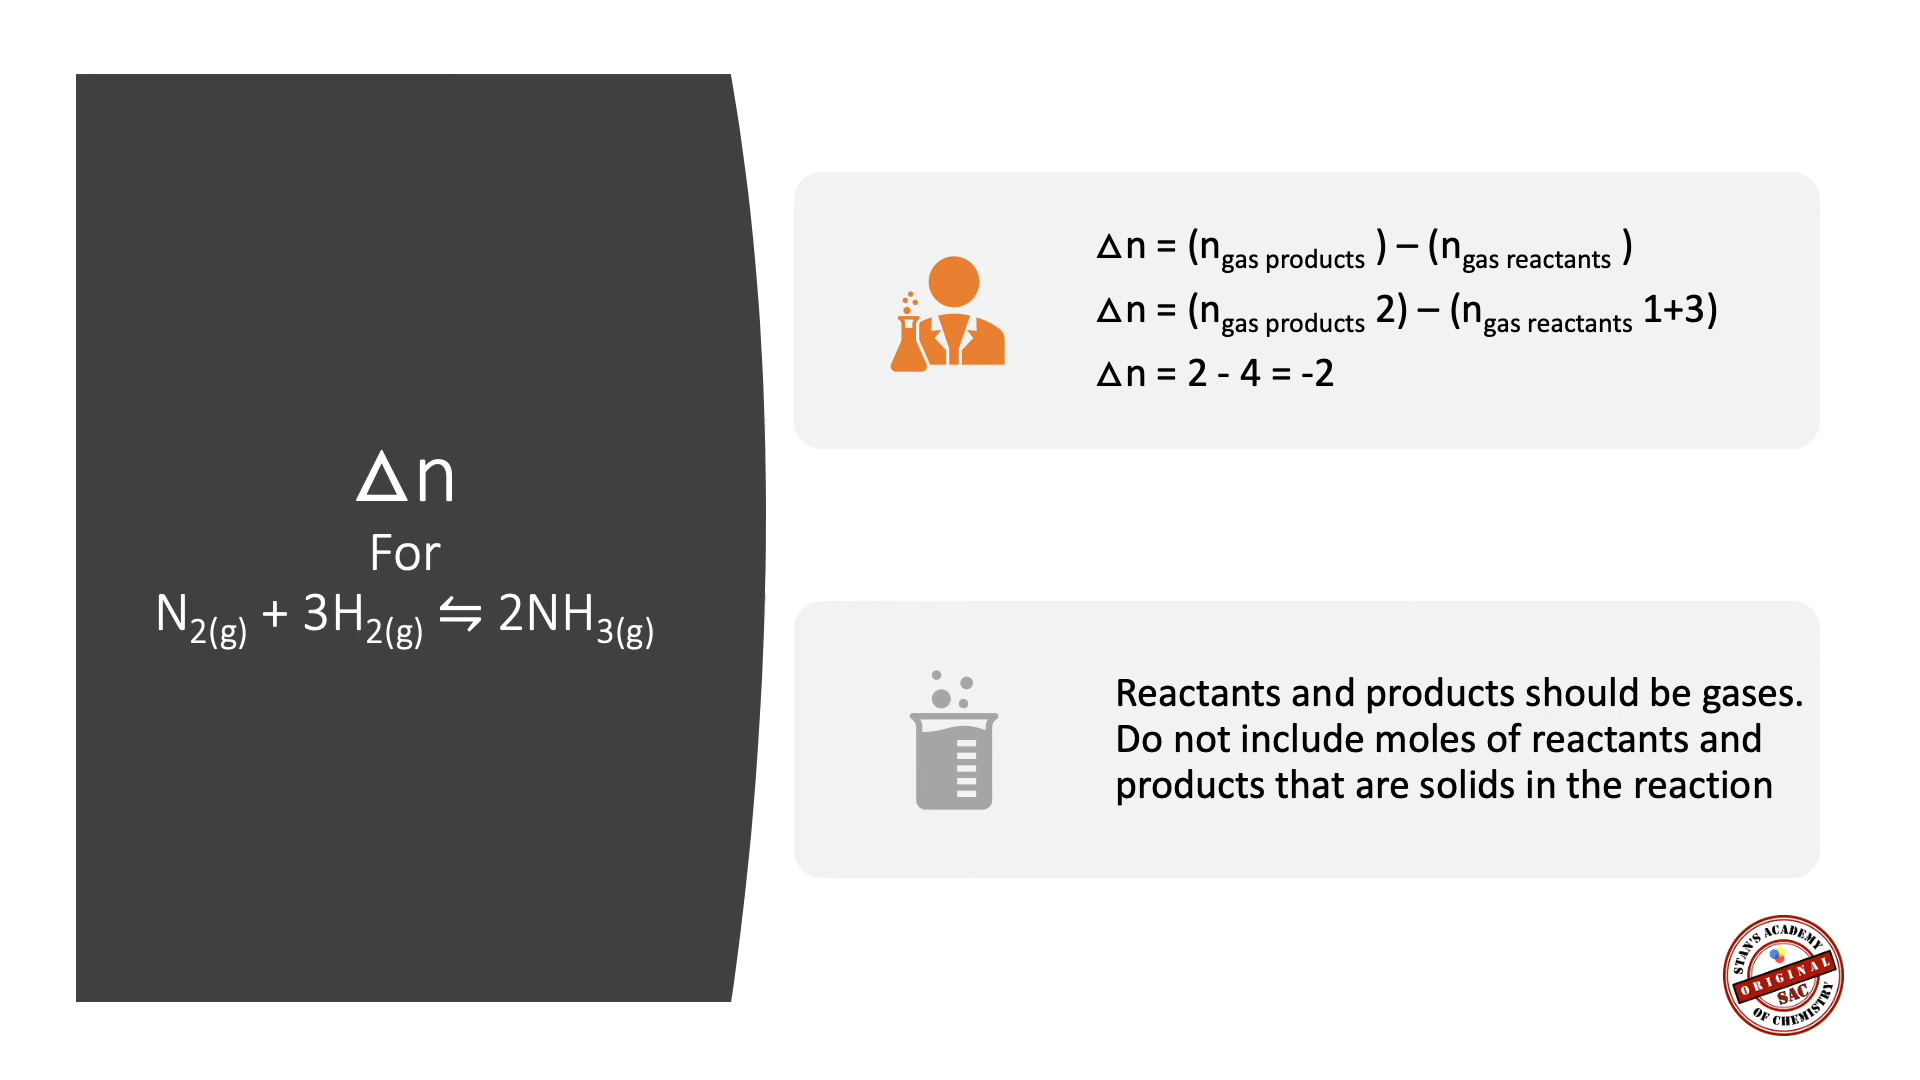 Δn
For
N2(g) + 3H2(g) ⇋ 2NH3(g)
Δn = (ngas products ) – (ngas reactants )
Δn = (ngas products 2) – (ngas reactants 1+3)
Δn = 2 - 4 = -2
Reactants and products should be gases.
Do not include moles of reactants and
products that are solids in the reaction
STAN'S ACADEMY
ORIGINAL
SAC
OF CHEMISTRY